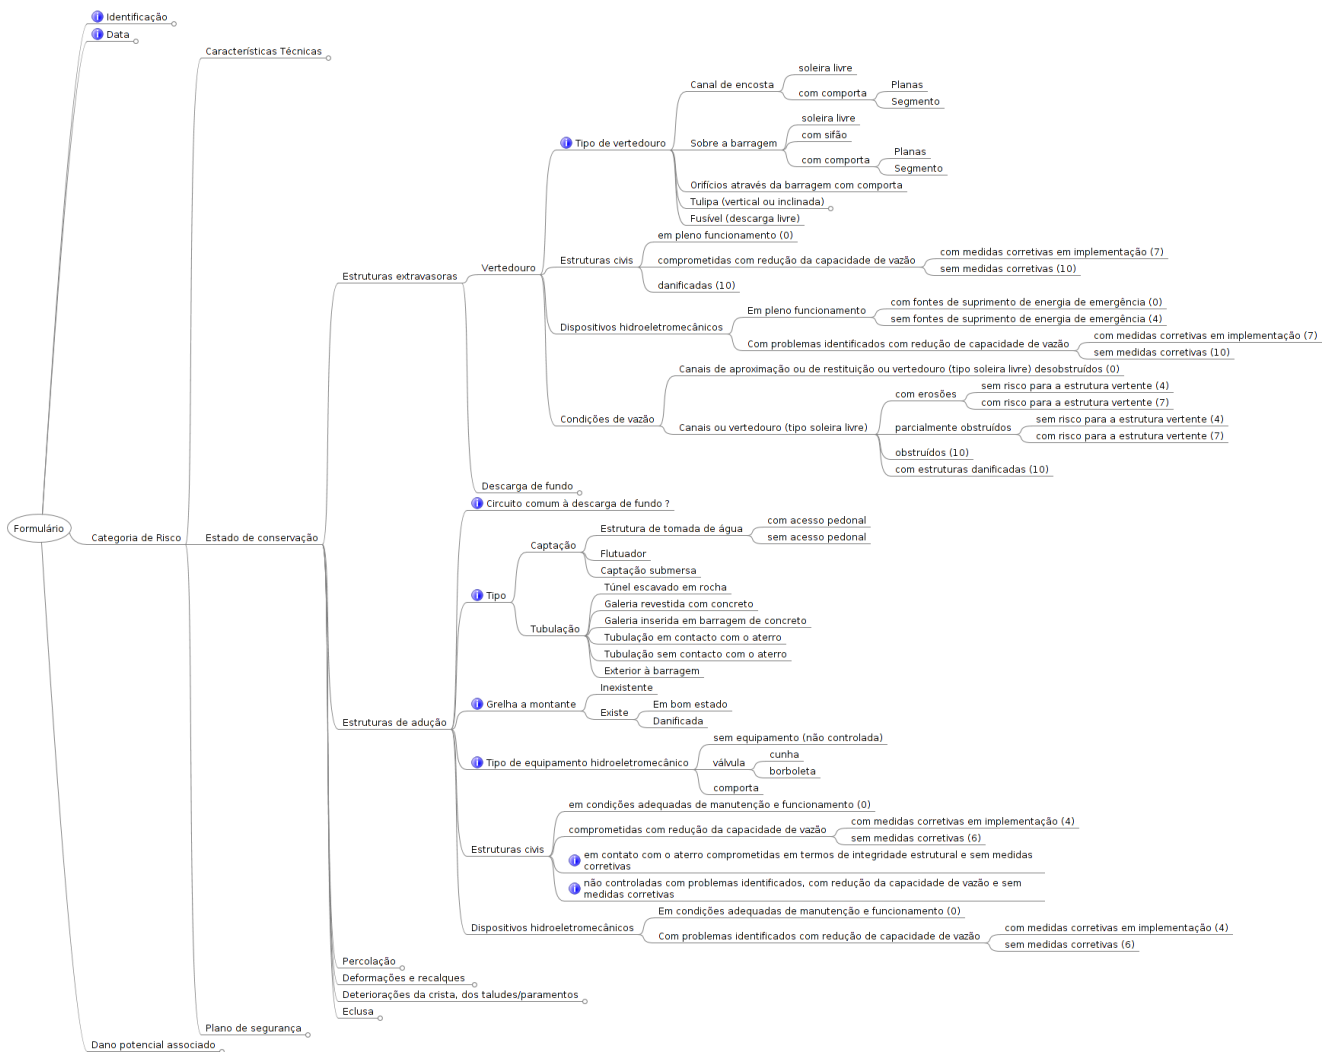 Identificação
Data
Características Técnicas
soleira livre
Canal de encosta
com comporta
Planas
Segmento
Tipo de vertedouro
soleira livre
com sifão
Sobre a barragem
com comporta
Planas
Segmento
Orifícios através da barragem com comporta
Tulipa (vertical ou inclinada)
Fusível (descarga livre)
Estruturas extravasoras
Vertedouro
em pleno funcionamento (0)
Estruturas civis
comprometidas com redução da capacidade de vazão
com medidas corretivas em implementação (7)
sem medidas corretivas (10)
danificadas (10)
Dispositivos hidroeletromecânicos
Em pleno funcionamento
com fontes de suprimento de energia de emergência (0)
sem fontes de suprimento de energia de emergência (4)
Com problemas identificados com redução de capacidade de vazão
com medidas corretivas em implementação (7)
sem medidas corretivas (10)
Condições de vazão
Canais de aproximação ou de restituição ou vertedouro (tipo soleira livre) desobstruídos (0)
Canais ou vertedouro (tipo soleira livre)
com erosões
sem risco para a estrutura vertente (4)
com risco para a estrutura vertente (7)
parcialmente obstruídos
sem risco para a estrutura vertente (4)
com risco para a estrutura vertente (7)
obstruídos (10)
com estruturas danificadas (10)
Descarga de fundo
Formulário
Categoria de Risco
Estado de conservação
Circuito comum à descarga de fundo ?
Tipo
Captação
Estrutura de tomada de água
com acesso pedonal
sem acesso pedonal
Flutuador
Captação submersa
Tubulação
Túnel escavado em rocha
Galeria revestida com concreto
Galeria inserida em barragem de concreto
Tubulação em contacto com o aterro
Tubulação sem contacto com o aterro
Exterior à barragem
Estruturas de adução
Grelha a montante
Inexistente
Existe
Em bom estado
Danificada
Tipo de equipamento hidroeletromecânico
sem equipamento (não controlada)
válvula
cunha
borboleta
comporta
Estruturas civis
em condições adequadas de manutenção e funcionamento (0)
comprometidas com redução da capacidade de vazão
com medidas corretivas em implementação (4)
sem medidas corretivas (6)
em contato com o aterro comprometidas em termos de integridade estrutural e sem medidas
corretivas
não controladas com problemas identificados, com redução da capacidade de vazão e sem
medidas corretivas
Dispositivos hidroeletromecânicos
Em condições adequadas de manutenção e funcionamento (0)
Com problemas identificados com redução de capacidade de vazão
com medidas corretivas em implementação (4)
sem medidas corretivas (6)
Percolação
Deformações e recalques
Deteriorações da crista, dos taludes/paramentos
Eclusa
Plano de segurança
Dano potencial associado